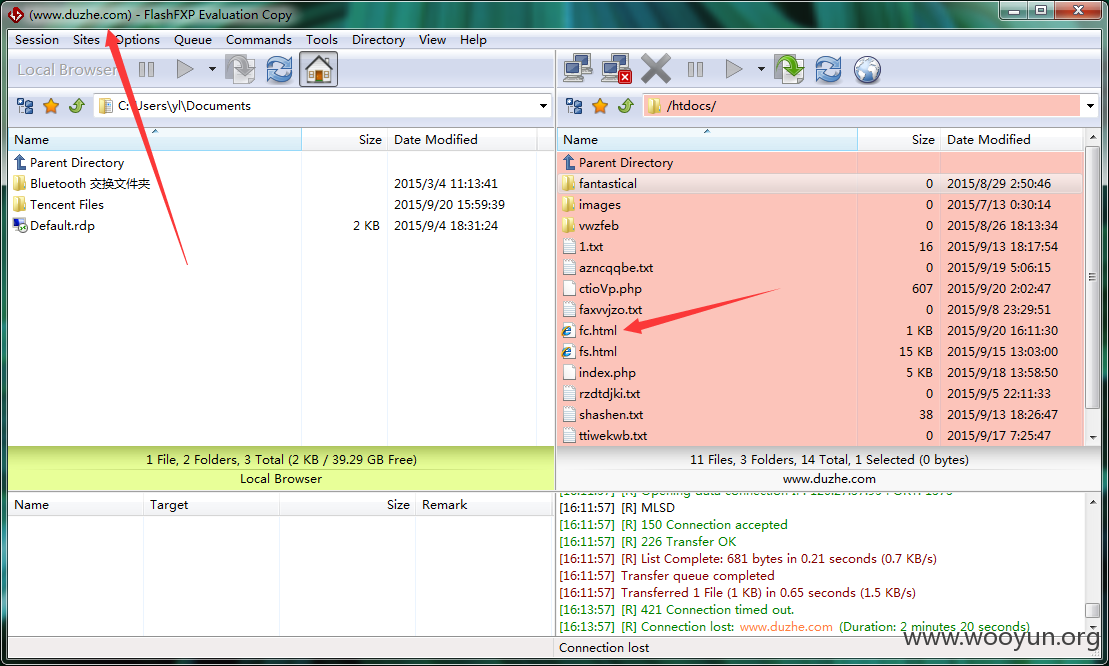 (www.duzhe.com) - FlashFXP Evaluation Copy
Session Sites Options Queue Commands Tools Directory View Help
Local Browser
C:\Users\yl\Documents
/htdocs/
Name Size Date Modified
Parent Directory
Bluetooth 交换文件夹 2015/3/4 11:13:41
Tencent Files 2015/9/20 15:59:39
Default.rdp 2 KB 2015/9/4 18:31:24
Name Size Date Modified
Parent Directory
fantastical 0 2015/8/29 2:50:46
images 0 2015/7/13 0:30:14
vwzfeb 0 2015/8/26 18:13:34
1.txt 16 2015/9/13 18:17:54
azncqqbe.txt 0 2015/9/19 5:06:15
ctioVp.php 607 2015/9/20 2:02:47
faxvvjzo.txt 0 2015/9/8 23:29:51
fc.html 1 KB 2015/9/20 16:11:30
fs.html 15 KB 2015/9/15 13:03:00
index.php 5 KB 2015/9/18 13:58:50
rzdtdjki.txt 0 2015/9/5 22:11:33
shashen.txt 38 2015/9/13 18:26:47
ttiwekwb.txt 0 2015/9/17 7:25:47
1 File, 2 Folders, 3 Total (2 KB / 39.29 GB Free)
Local Browser
11 Files, 3 Folders, 14 Total, 1 Selected (0 bytes)
www.duzhe.com
Name Target Size Remark
[16:11:57] [R] Opening data connection
[16:11:57] [R] MLSD
[16:11:57] [R] 150 Connection accepted
[16:11:57] [R] 226 Transfer OK
[16:11:57] [R] List Complete: 681 bytes in 0.21 seconds (0.7 KB/s)
[16:11:57] Transfer queue completed
[16:11:57] Transferred 1 File (1 KB) in 0.65 seconds (1.5 KB/s)
[16:13:57] [R] 421 Connection timed out.
[16:13:57] [R] Connection lost: www.duzhe.com (Duration: 2 minutes 20 seconds)
Connection lost
www.wooyun.org